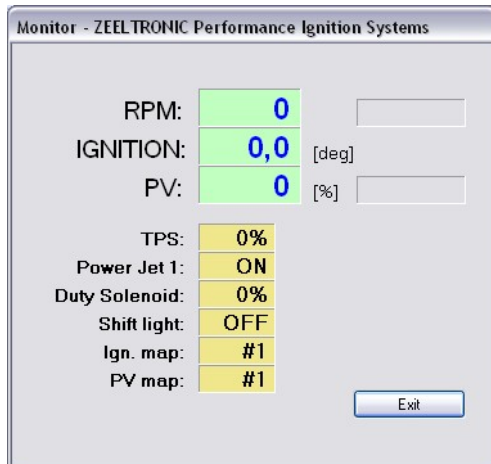 Monitor - ZEELTRONIC Performance Ignition Systems
RPM: 0
IGNITION: 0,0 [deg]
PV: 0 [%]
TPS: 0%
Power Jet 1: ON
Duty Solenoid: 0%
Shift light: OFF
Ign. map: #1
PV map: #1
Exit